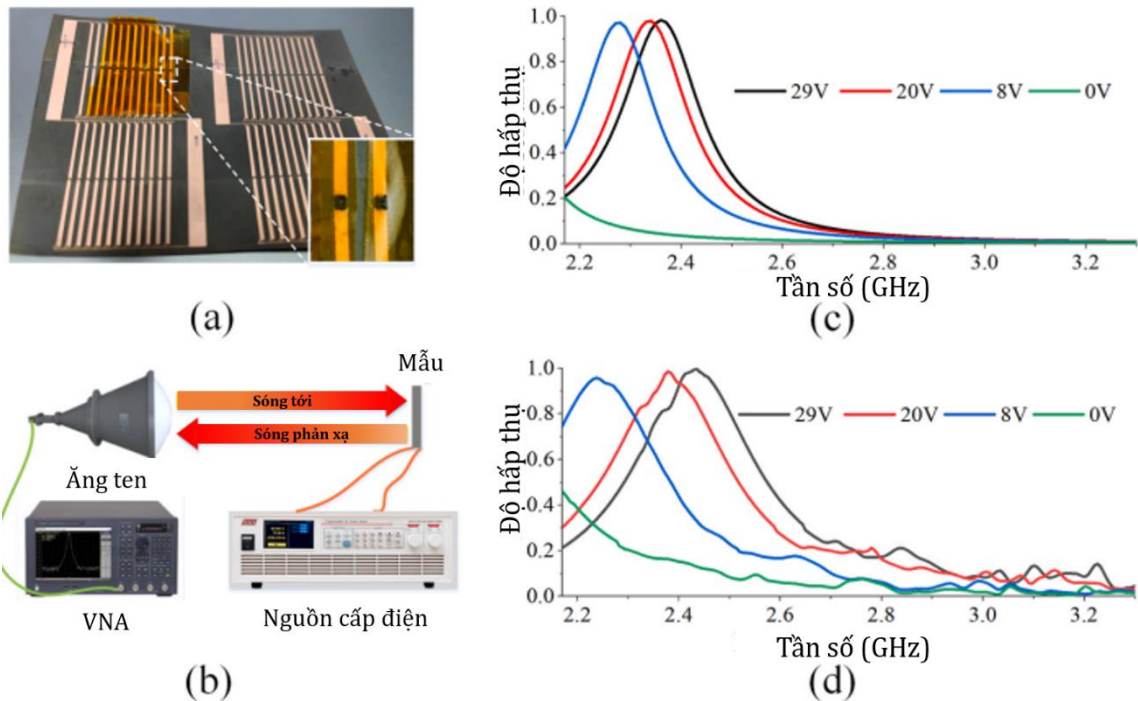 (a)
Độ hấp thụ
1.0
0.8
0.6
0.4
0.2
0.0
29V
20V
8V
0V
2.2
2.4
2.6
2.8
3.0
3.2
Tần số (GHz)
(c)
Mẫu
Sóng tới
Sóng phản xạ
Ăng ten
VNA
Nguồn cấp điện
(b)
Độ hấp thụ
1.0
0.8
0.6
0.4
0.2
0.0
29V
20V
8V
0V
2.2
2.4
2.6
2.8
3.0
3.2
Tần số (GHz)
(d)